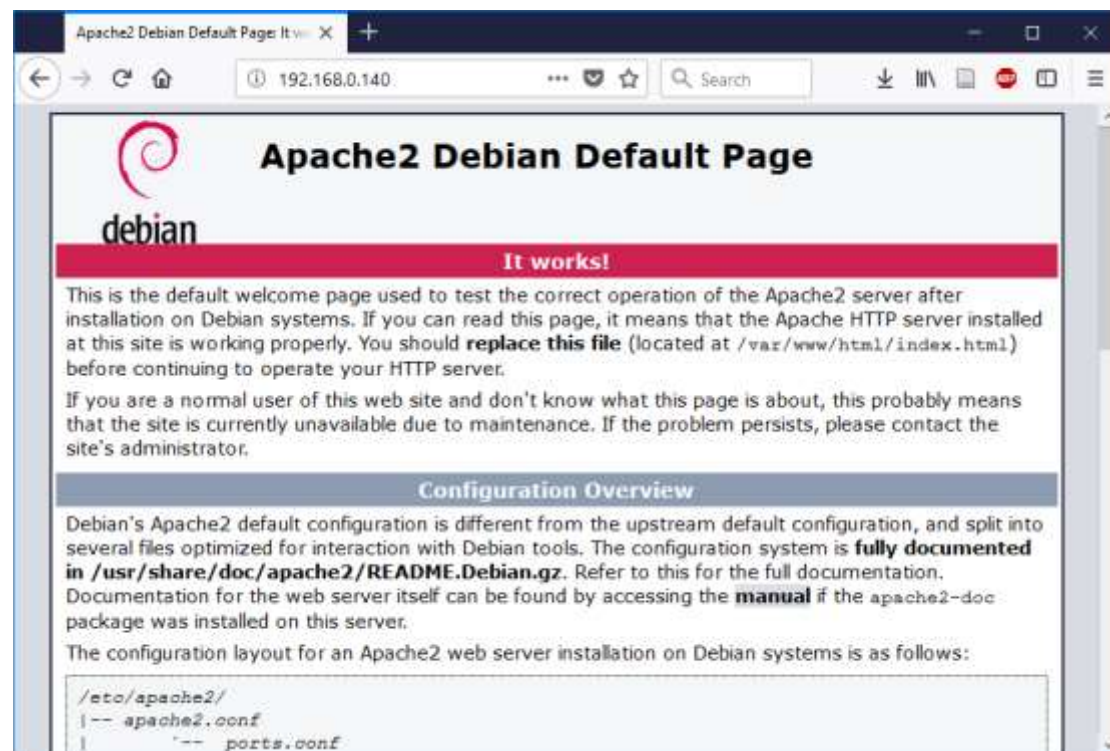 Apache2 Debian Default Page: It w
192.168.0.140
Search
debian
Apache2 Debian Default Page
It works!
This is the default welcome page used to test the correct operation of the Apache2 server after
installation on Debian systems. If you can read this page, it means that the Apache HTTP server installed
at this site is working properly. You should replace this file (located at /var/www/html/index.html)
before continuing to operate your HTTP server.
If you are a normal user of this web site and don't know what this page is about, this probably means
that the site is currently unavailable due to maintenance. If the problem persists, please contact the
site's administrator.
Configuration Overview
Debian's Apache2 default configuration is different from the upstream default configuration, and split into
several files optimized for interaction with Debian tools. The configuration system is fully documented
in /usr/share/doc/apache2/README.Debian.gz. Refer to this for the full documentation.
Documentation for the web server itself can be found by accessing the manual if the apache2-doc
package was installed on this server.
The configuration layout for an Apache2 web server installation on Debian systems is as follows:
/etc/apache2/
|-- apache2.conf
|       `--  ports.conf